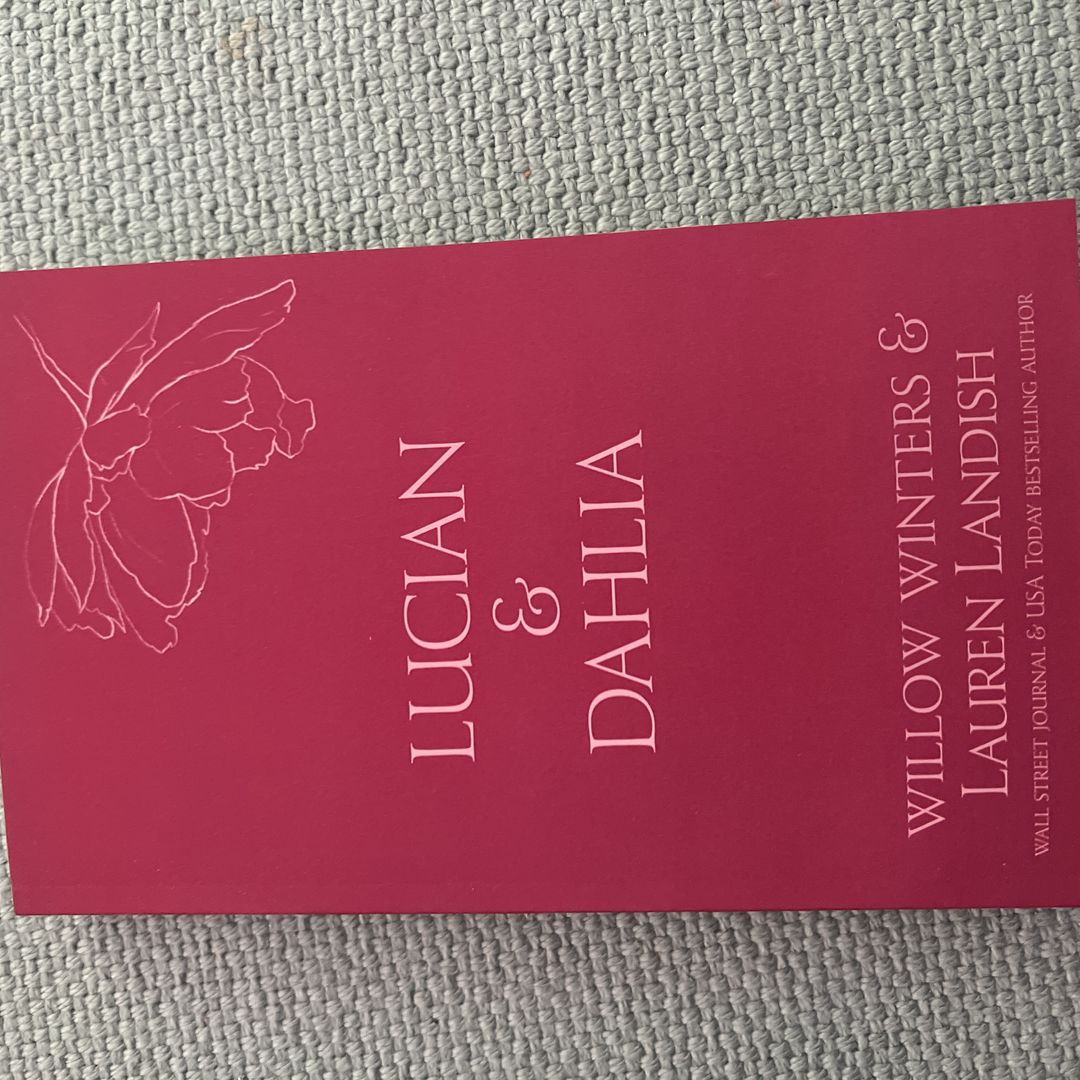 LUCIAN
&
DAHLIA
WILLOW WINTERS &
LAUREN LANDISH
WALL STREET JOURNAL & USA TODAY BESTSELLING AUTHOR